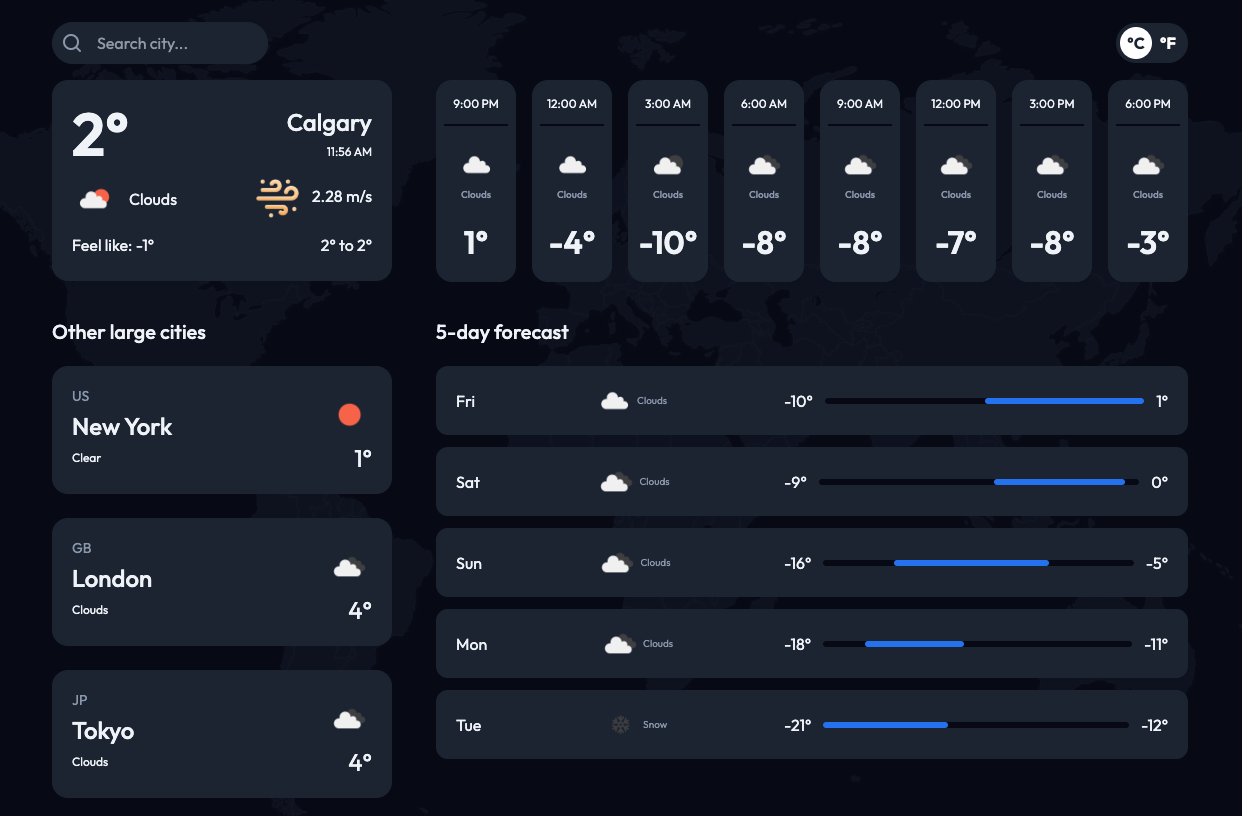 Search city...
°C °F
2°
Calgary
11:56 AM
Clouds
2.28 m/s
Feel like: -1°
2° to 2°
9:00 PM
Clouds
1°
12:00 AM
Clouds
-4°
3:00 AM
Clouds
-10°
6:00 AM
Clouds
-8°
9:00 AM
Clouds
-8°
12:00 PM
Clouds
-7°
3:00 PM
Clouds
-8°
6:00 PM
Clouds
-3°
Other large cities
US
New York
Clear
1°
GB
London
Clouds
4°
JP
Tokyo
Clouds
4°
5-day forecast
Fri Clouds -10° 1°
Sat Clouds -9° 0°
Sun Clouds -16° -5°
Mon Clouds -18° -11°
Tue Snow -21° -12°